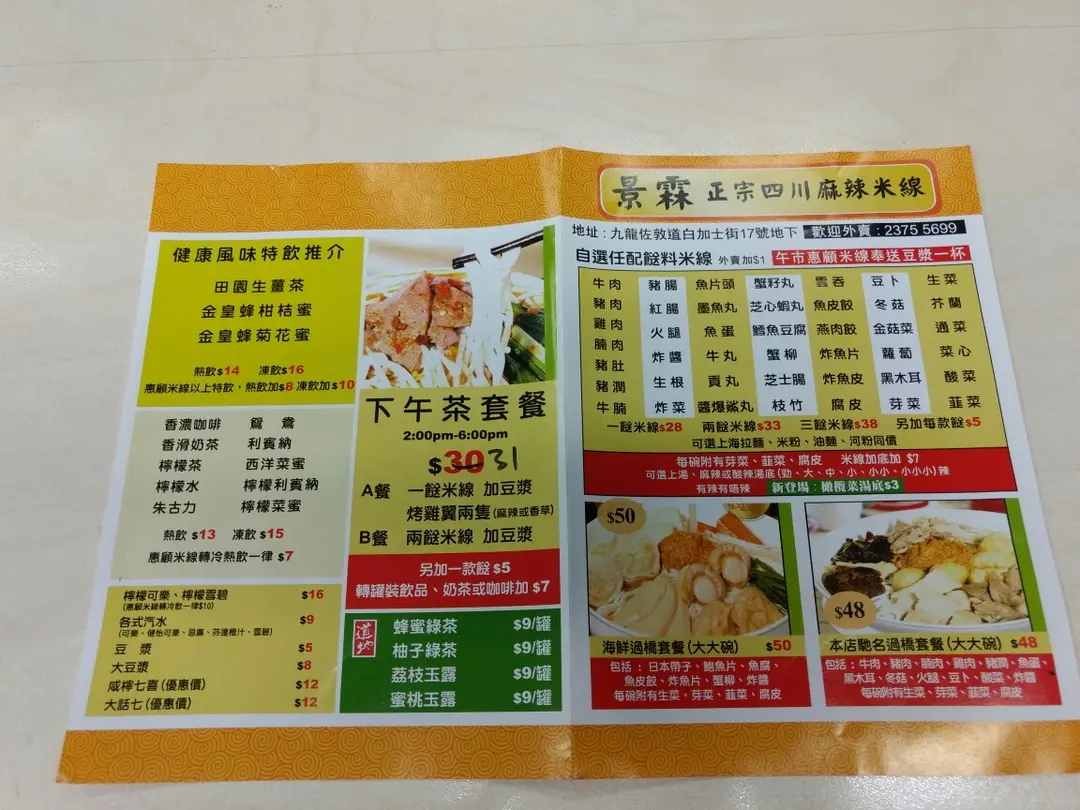 景霖 正宗四川麻辣米線
地址：九龍佐敦道白加士街17號地下 歡迎外賣：2375 5699
自選任配餸料米線 外賣加$1 午市惠顧米線奉送豆漿一杯
牛肉 豬腸 魚片頭 蟹籽丸 雲吞 豆卜 生菜
豬肉 紅腸 墨魚丸 芝心蝦丸 魚皮餃 冬菇 芥蘭
雞肉 火腿 魚蛋 鱈魚豆腐 燕肉餃 金菇菜 通菜
腩肉 炸醬 牛丸 蟹柳 炸魚片 蘿蔔 菜心
豬肚 生根 貢丸 芝士腸 炸魚皮 黑木耳 酸菜
豬潤 炸菜 醬爆鯊丸 枝竹 腐皮 芽菜 韮菜
牛腩
一餸米線$28 兩餸米線$33 三餸米線$38 另加每款餸$5
可選上海拉麵、米粉、油麵、河粉同價
每碗附有芽菜、韮菜、腐皮 米線加底加 $7
可選上湯、麻辣或酸辣湯底(勁、大、中、小、小小、小小小)辣
有辣有唔辣 新登場：橄欖菜湯底$3
$50
海鮮過橋套餐(大大碗) $50
包括：日本帶子、鮑魚片、魚腐、
魚皮餃、炸魚片、蟹柳、炸醬
每碗附有生菜、芽菜、韮菜、腐皮
$48
本店馳名過橋套餐(大大碗) $48
包括：牛肉、豬肉、腩肉、雞肉、豬潤、魚蛋、
黑木耳、冬菇、火腿、豆卜、酸菜、炸醬
每碗附有生菜、芽菜、韮菜、腐皮
健康風味特飲推介
田園生薑茶
金皇蜂柑桔蜜
金皇蜂菊花蜜
熱飲$14 凍飲$16
惠顧米線以上特飲，熱飲加$8 凍飲加$10
香濃咖啡 鴛鴦
香滑奶茶 利賓納
檸檬茶 西洋菜蜜
檸檬水 檸檬利賓納
朱古力 檸檬菜蜜
熱飲 $13 凍飲 $15
惠顧米線轉冷熱飲一律 $7
檸檬可樂、檸檬雪碧 $16
(惠顧米線轉冷飲一律$10)
各式汽水 $9
(可樂、健怡可樂、忌廉、芬達橙汁、雪碧)
豆漿 $5
大豆漿 $8
咸檸七喜(優惠價) $12
大話七(優惠價) $12
下午茶套餐
2:00pm-6:00pm
$30 31
A餐 一餸米線 加豆漿
烤雞翼兩隻(麻辣或香草)
B餐 兩餸米線 加豆漿
另加一款餸 $5
轉罐裝飲品、奶茶或咖啡加 $7
道地
蜂蜜綠茶 $9/罐
柚子綠茶 $9/罐
荔枝玉露 $9/罐
蜜桃玉露 $9/罐